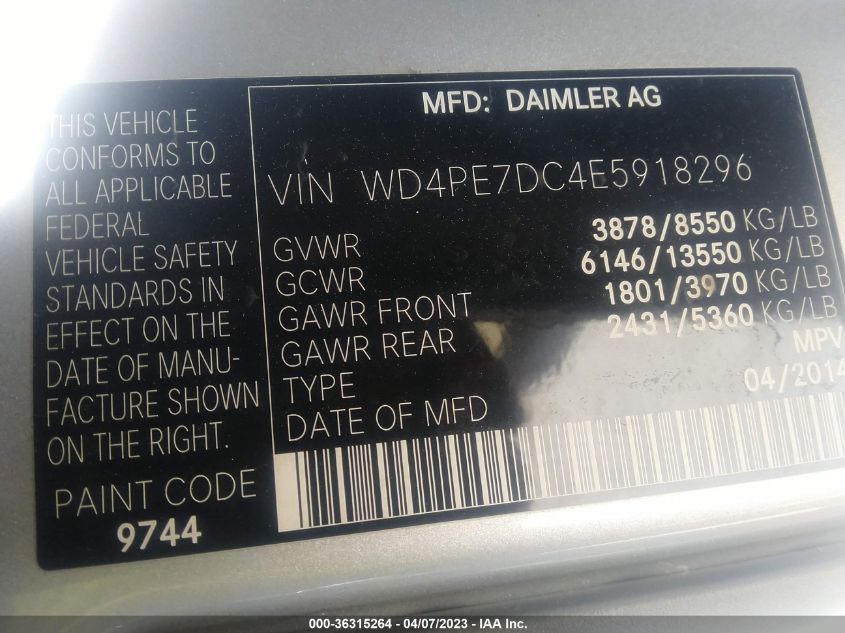 THIS VEHICLE
CONFORMS TO
ALL APPLICABLE
FEDERAL
VEHICLE SAFETY
STANDARDS IN
EFFECT ON THE
DATE OF MANU-
FACTURE SHOWN
ON THE RIGHT.
PAINT CODE
9744
MFD: DAIMLER AG
VIN WD4PE7DC4E5918296
GVWR 3878/8550 KG/LB
GCWR 6146/13550 KG/LB
GAWR FRONT 1801/3970 KG/LB
GAWR REAR 2431/5360 KG/LB
TYPE MPV
DATE OF MFD 04/2014
000-36315264 - 04/07/2023 - IAA Inc.